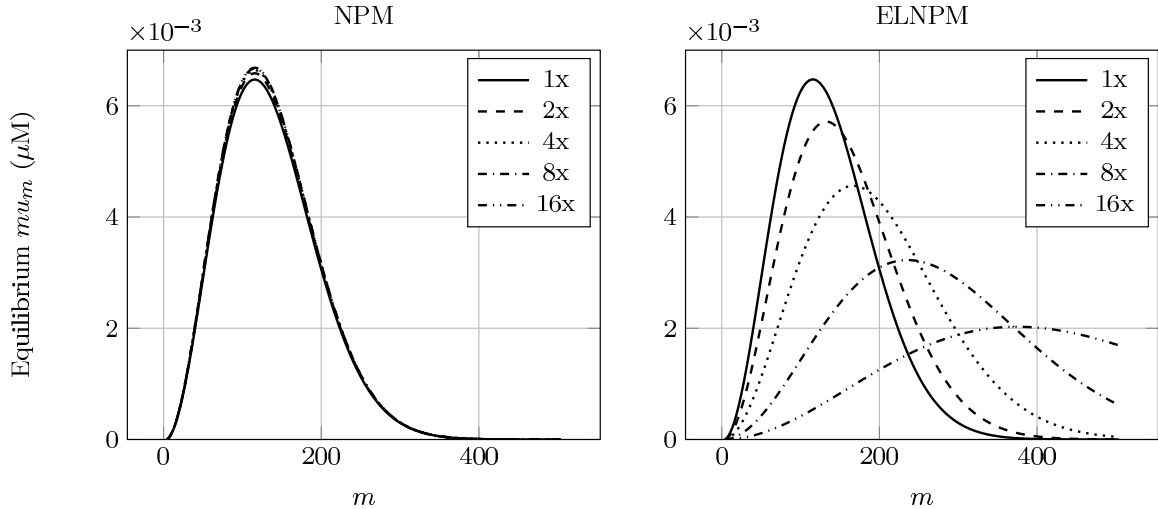 NPM
×10⁻³
6
4
2
0
0
200
400
m
Equilibrium muₘ (μM)
1x
2x
4x
8x
16x
ELNPM
×10⁻³
6
4
2
0
0
200
400
m
1x
2x
4x
8x
16x